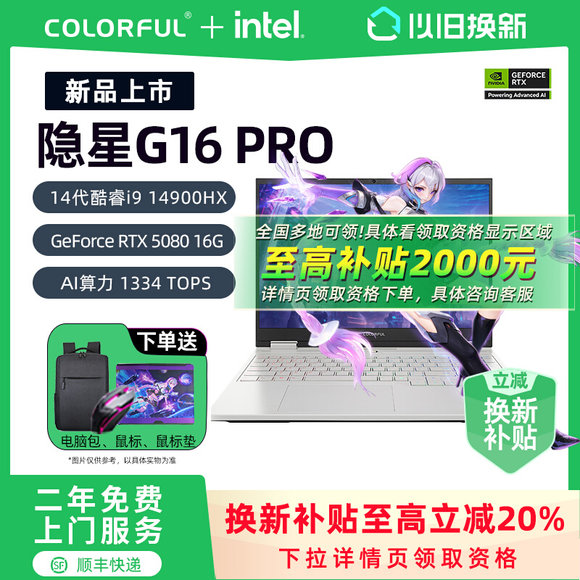 COLORFUL + intel.
以旧换新
新品上市
NVIDIA
GEFORCE
RTX
Powering Advanced AI
隐星G16 PRO
14代酷睿i9 14900HX
GeForce RTX 5080 16G
AI算力 1334 TOPS
全国多地可领!具体看领取资格显示区域
至高补贴2000元
详情页领取资格下单，具体咨询客服
COLORFUL
下单送
电脑包、鼠标、鼠标垫
*图片仅供参考，以具体实物为准
立减
换新
补贴
二年免费
上门服务
SF 顺丰快递
换新补贴至高立减20%
下拉详情页领取资格